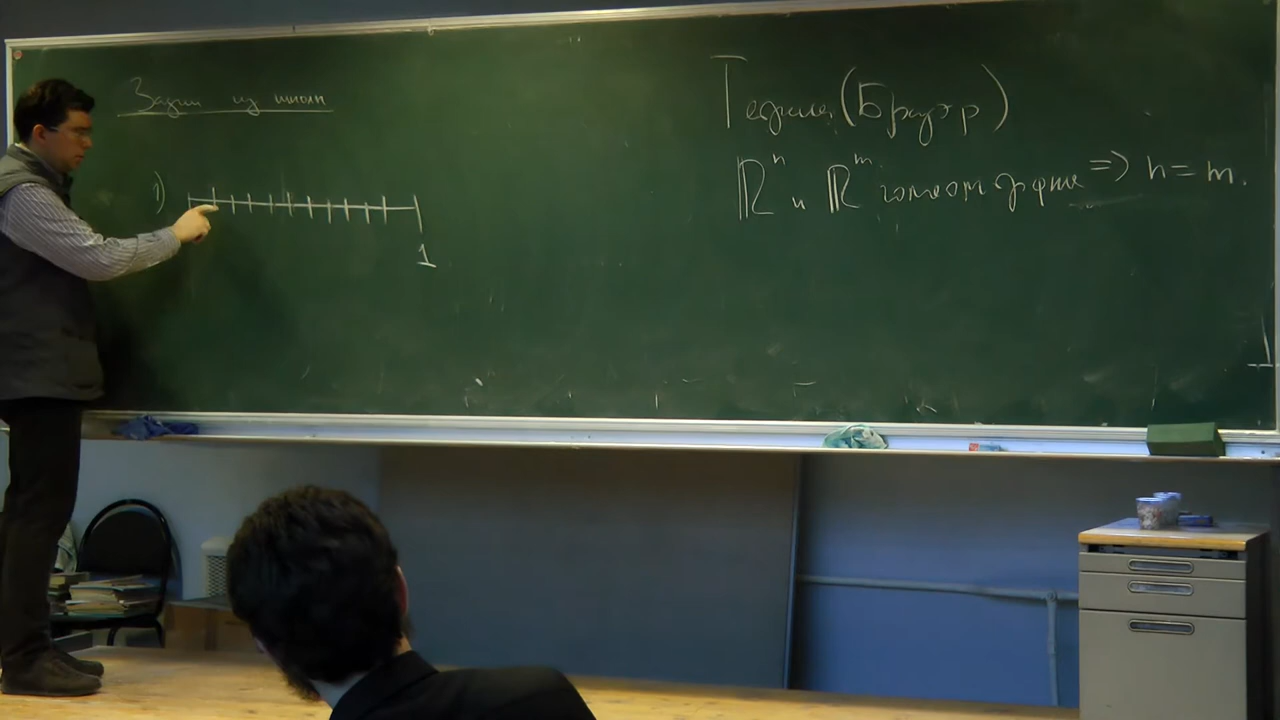 Задачи из школы
1)
1
Теорема (Брауэр)
ℝⁿ и ℝᵐ гомеоморфны ⇒ n = m.